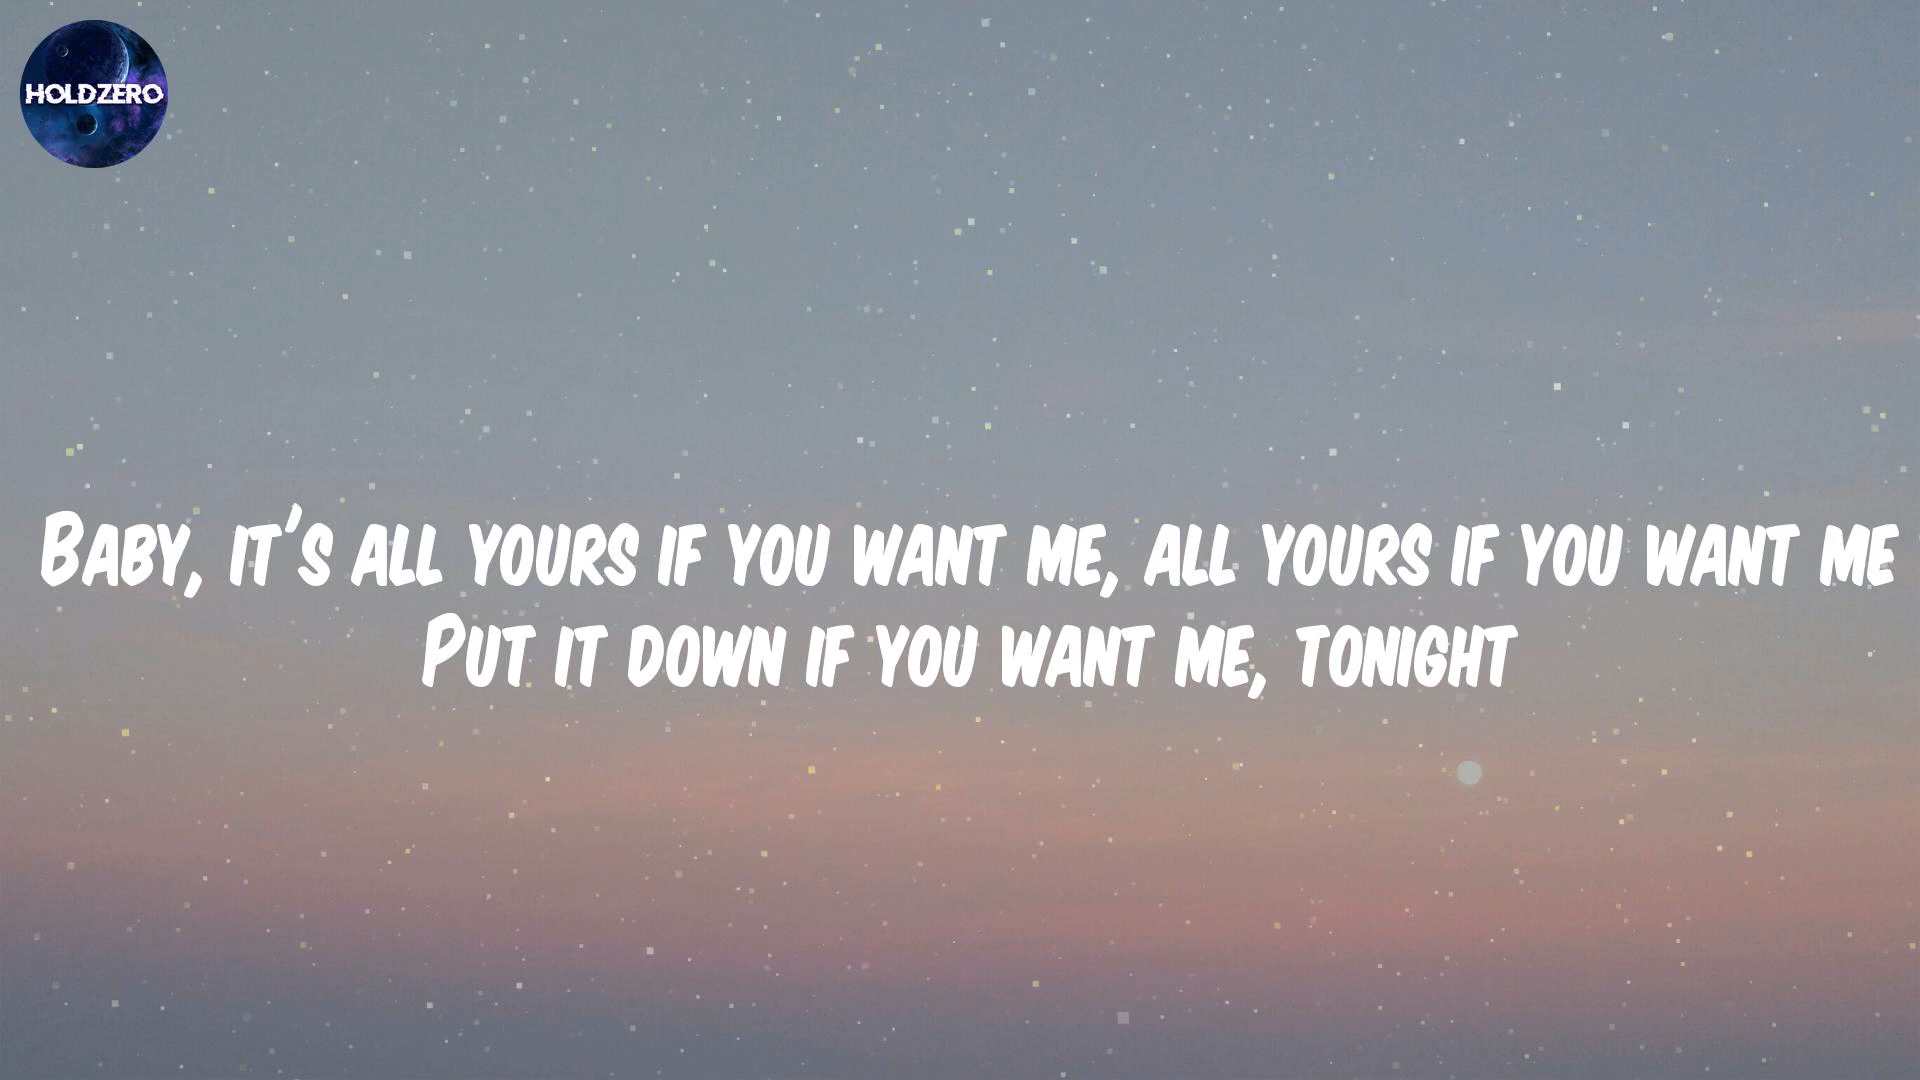 HOLDZERO
Baby, it's all yours if you want me, all yours if you want me
Put it down if you want me, tonight